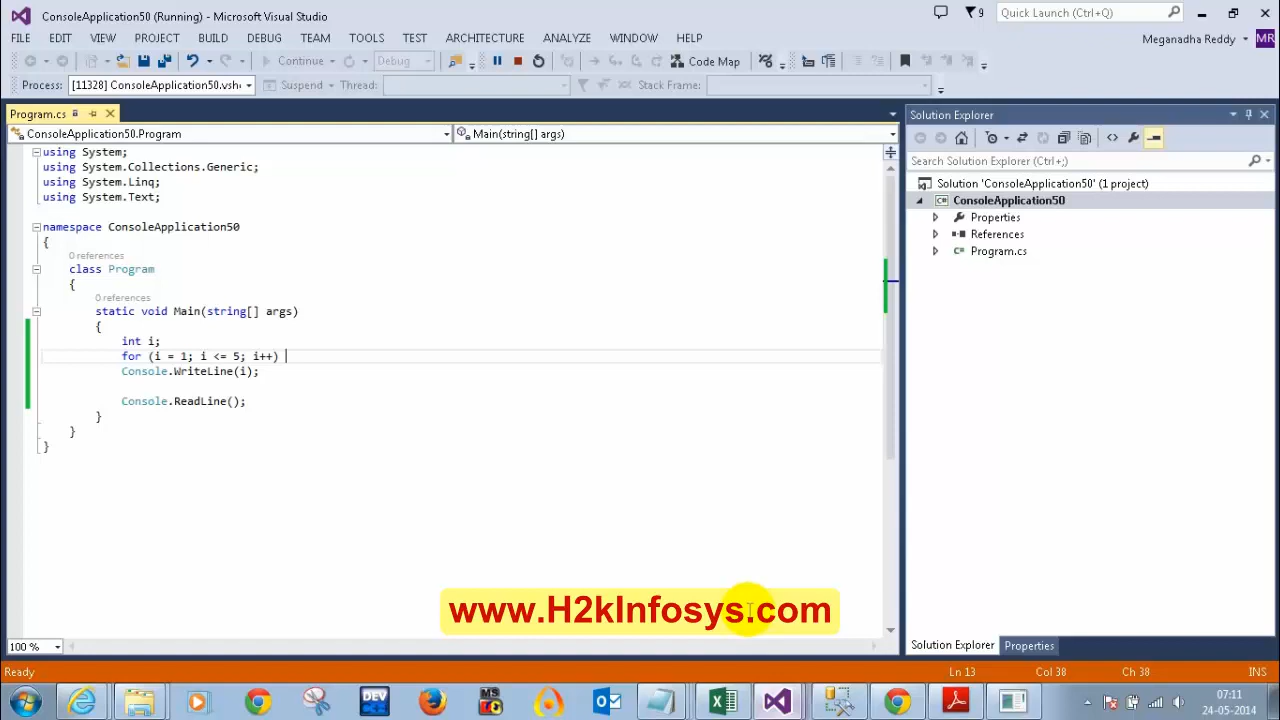 ConsoleApplication50 (Running) - Microsoft Visual Studio
9
Quick Launch (Ctrl+Q)
FILE EDIT VIEW PROJECT BUILD DEBUG TEAM TOOLS TEST ARCHITECTURE ANALYZE WINDOW HELP
Meganadha Reddy MR
Continue Debug Code Map
Process: [11328] ConsoleApplication50.vsh Suspend Thread: Stack Frame:
Program.cs
Solution Explorer
ConsoleApplication50.Program Main(string[] args)
using System;
using System.Collections.Generic;
using System.Linq;
using System.Text;
namespace ConsoleApplication50
{
0 references
class Program
{
0 references
static void Main(string[] args)
{
int i;
for (i = 1; i <= 5; i++)
Console.WriteLine(i);
Console.ReadLine();
}
}
}
Search Solution Explorer (Ctrl+;)
Solution 'ConsoleApplication50' (1 project)
ConsoleApplication50
Properties
References
Program.cs
www.H2kInfosys.com
100 %
Solution Explorer Properties
Ready Ln 13 Col 38 Ch 38 INS
DEV
MS
07:11
24-05-2014